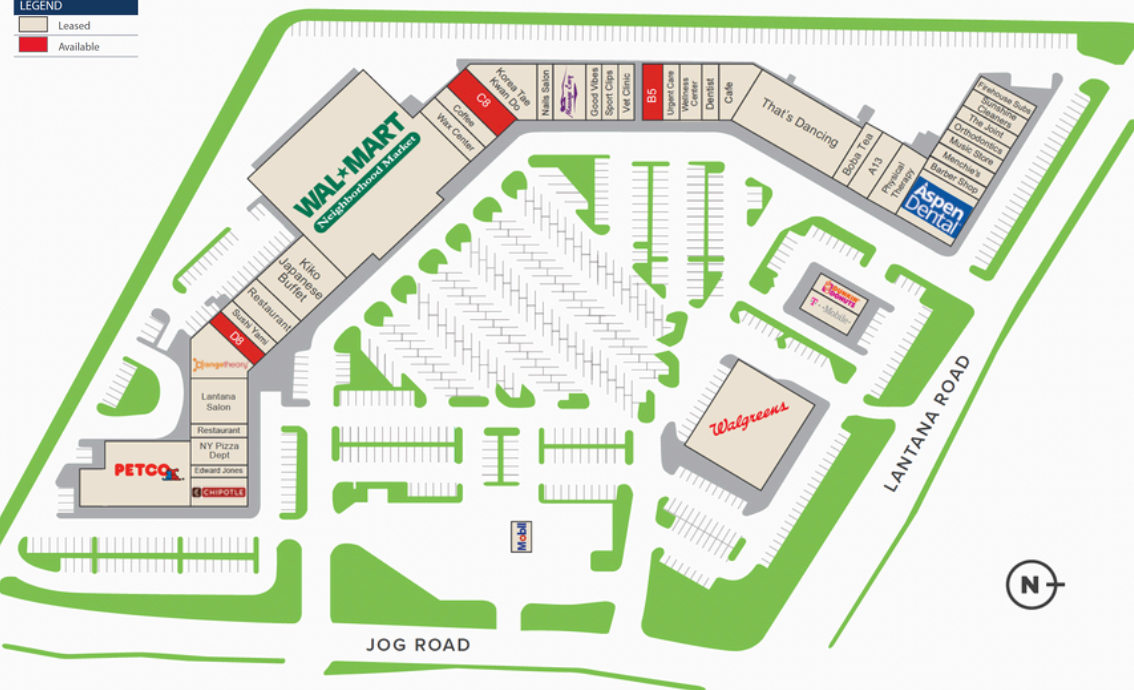 LEGEND
Leased
Available
WAL★MART
Neighborhood Market
Coffee
Wax Center
C8
Korea Tae
Kwan Do
Nails Salon
Good Vibes
Sport Clips
Vet Clinic
B5
Urgent Care
Wellness
Center
Dentist
Cafe
That's Dancing
Boba Tea
A13
Physical
Therapy
Aspen
Dental
Firehouse Subs
Sunshine
Cleaners
The Joint
Orthodontics
Music Store
Menchie's
Barber Shop
Kiko
Japanese
Buffet
Restaurant
Sushi Yami
D8
Orangetheory
Lantana
Salon
Restaurant
NY Pizza
Dept
Edward Jones
CHIPOTLE
PETCO
DUNKIN'
DONUTS
T-Mobile
Walgreens
Mobil
LANTANA ROAD
JOG ROAD
N